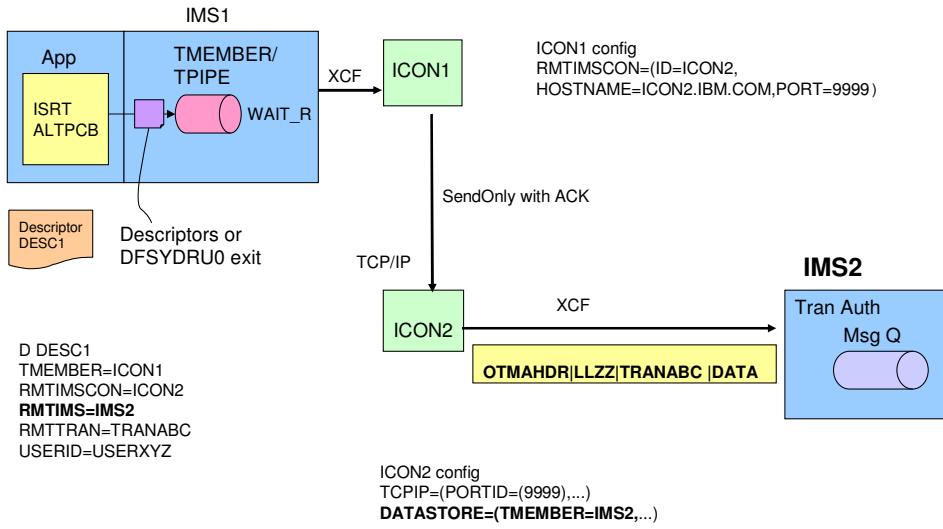 IMS1
App
TMEMBER/
TPIPE
ISRT
ALTPCB
WAIT_R
XCF
ICON1
ICON1 config
RMTIMSCON=(ID=ICON2,
HOSTNAME=ICON2.IBM.COM,PORT=9999)
SendOnly with ACK
Descriptor
DESC1
Descriptors or
DFSYDRU0 exit
TCP/IP
ICON2
XCF
OTMAHDR|LLZZ|TRANABC |DATA
IMS2
Tran Auth
Msg Q
D DESC1
TMEMBER=ICON1
RMTIMSCON=ICON2
RMTIMS=IMS2
RMTTRAN=TRANABC
USERID=USERXYZ
ICON2 config
TCPIP=(PORTID=(9999),...)
DATASTORE=(TMEMBER=IMS2,...)